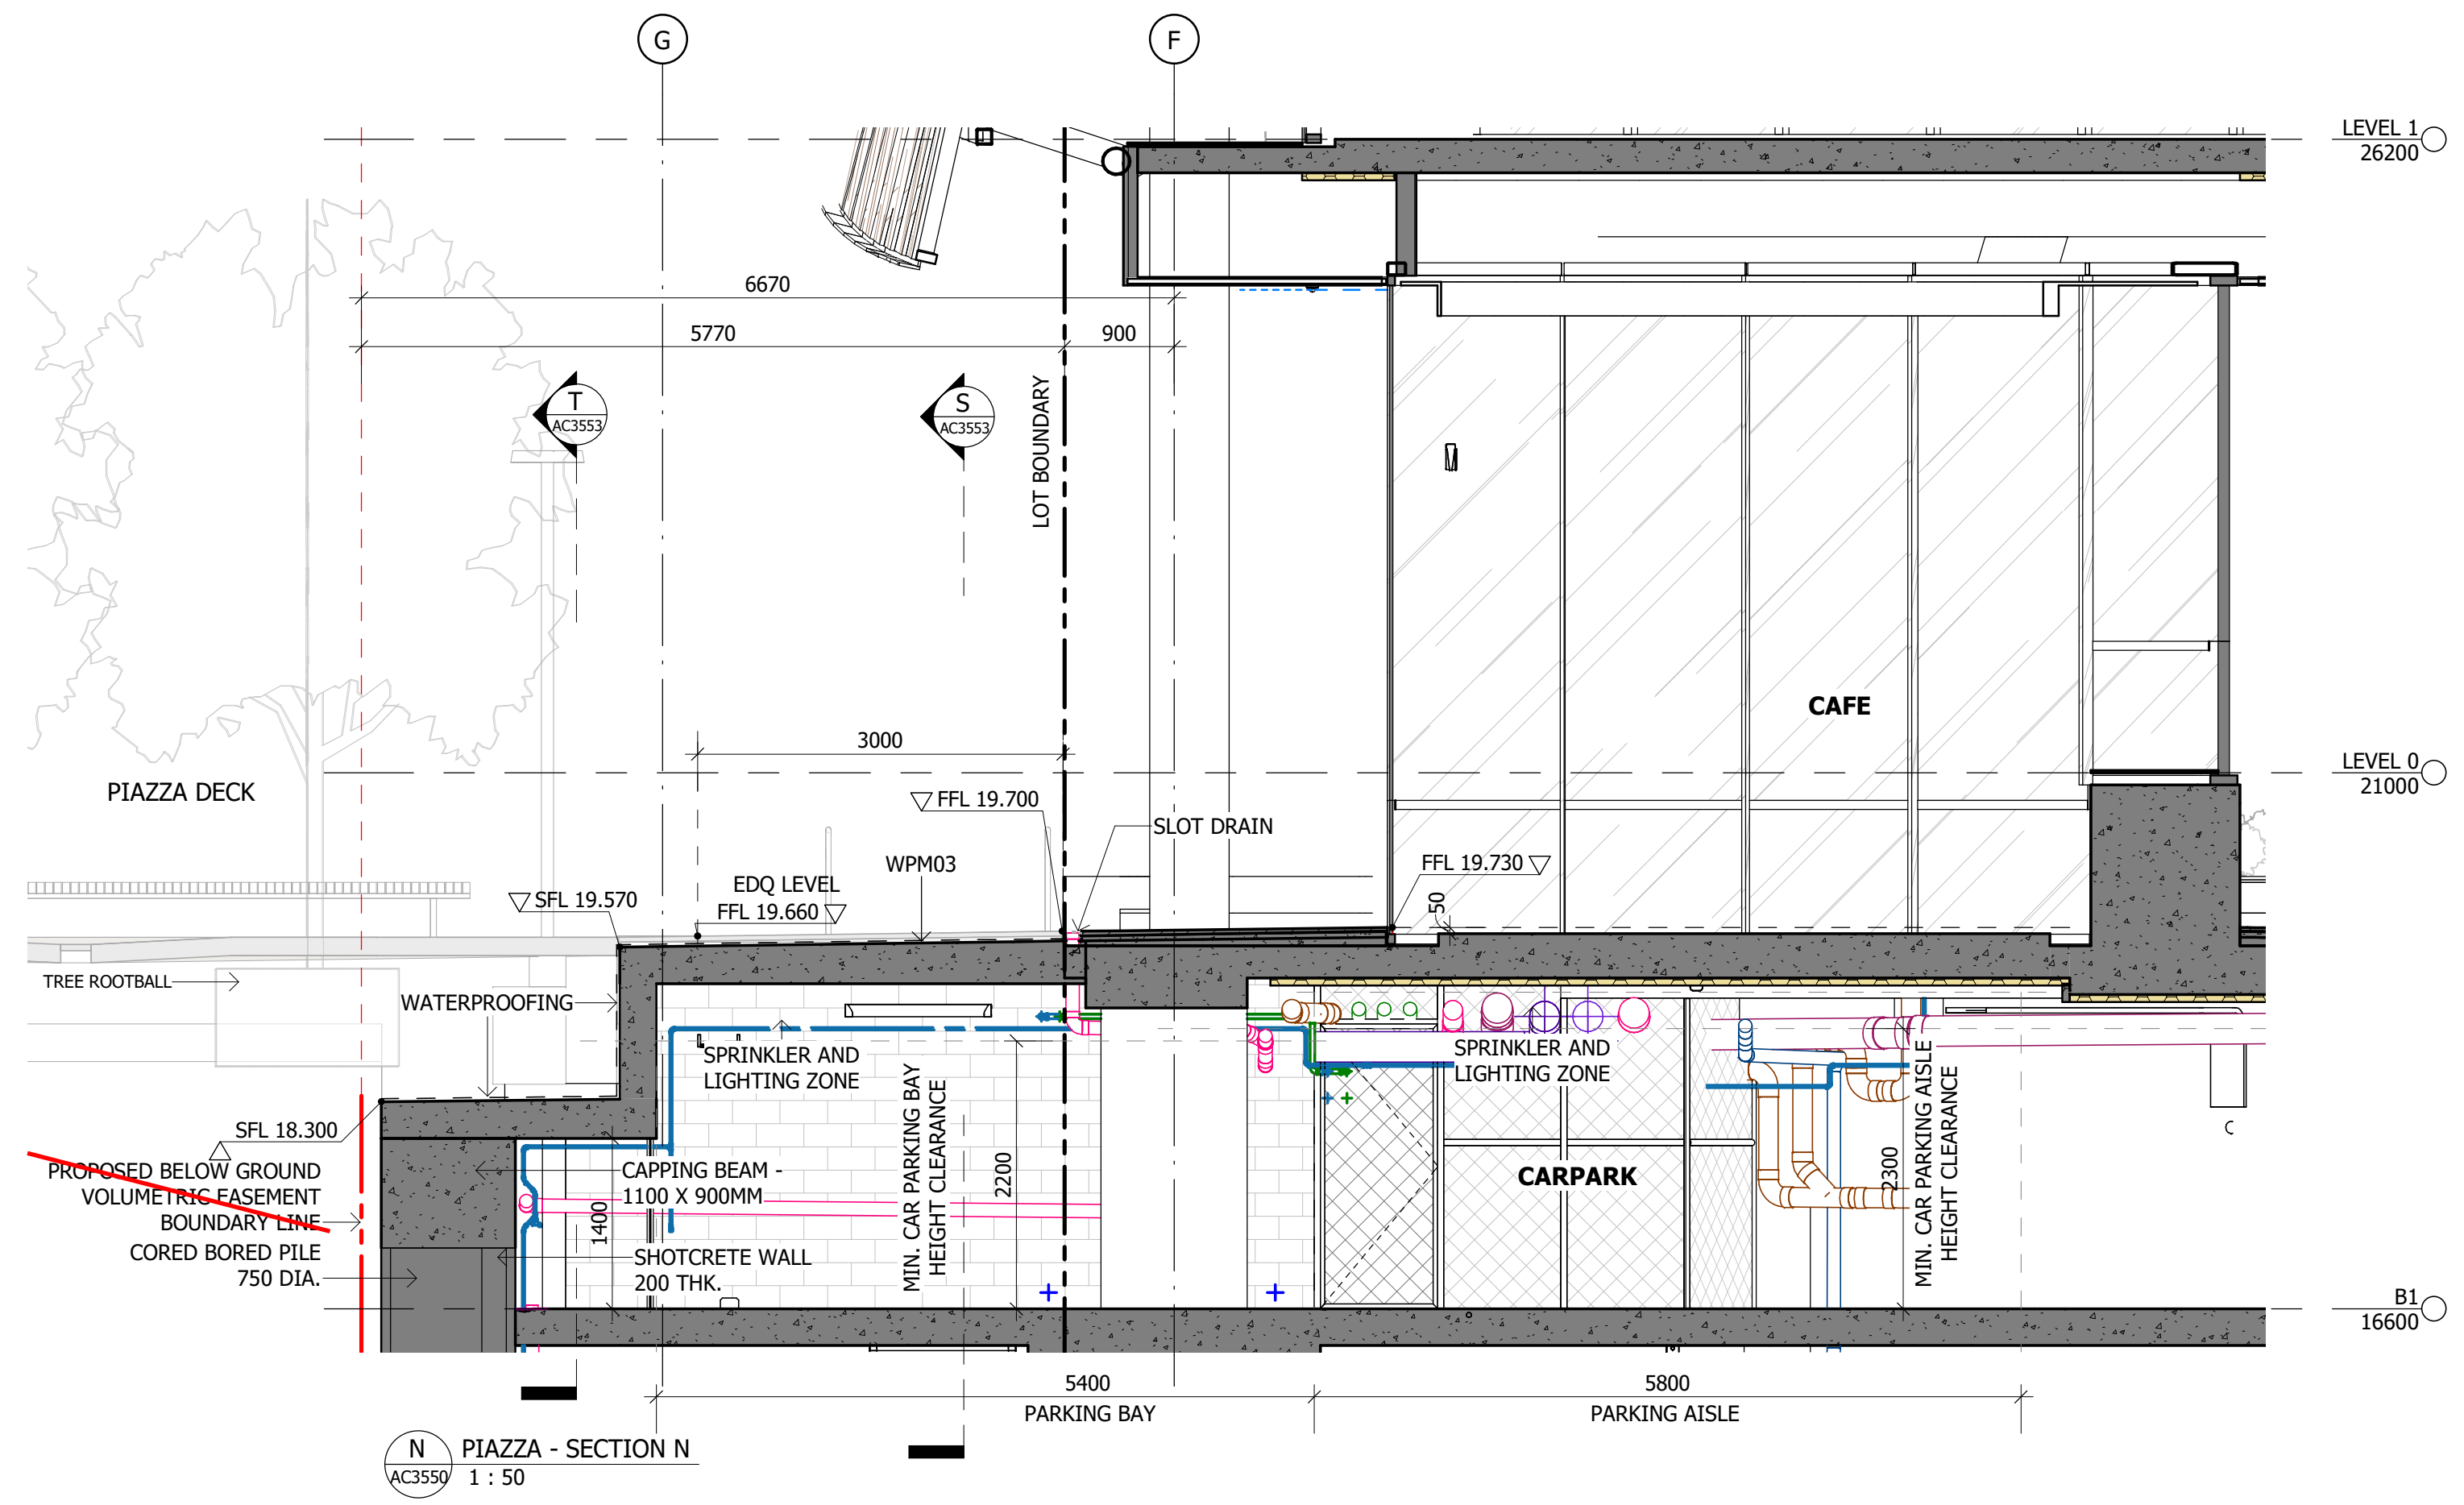 G
F
LEVEL 1
26200
6670
5770
900
T
AC3553
S
AC3553
LOT BOUNDARY
CAFE
3000
LEVEL 0
21000
PIAZZA DECK
FFL 19.700
SLOT DRAIN
WPM03
FFL 19.730
EDQ LEVEL
FFL 19.660
SFL 19.570
50
TREE ROOTBALL
WATERPROOFING
SPRINKLER AND
LIGHTING ZONE
SPRINKLER AND
LIGHTING ZONE
MIN. CAR PARKING BAY
HEIGHT CLEARANCE
2200
MIN. CAR PARKING AISLE
HEIGHT CLEARANCE
2300
SFL 18.300
PROPOSED BELOW GROUND
VOLUMETRIC EASEMENT
BOUNDARY LINE
CAPPING BEAM -
1100 X 900MM
CARPARK
1400
CORED BORED PILE
750 DIA.
SHOTCRETE WALL
200 THK.
B1
16600
5400
PARKING BAY
5800
PARKING AISLE
N
AC3550
PIAZZA - SECTION N
1 : 50